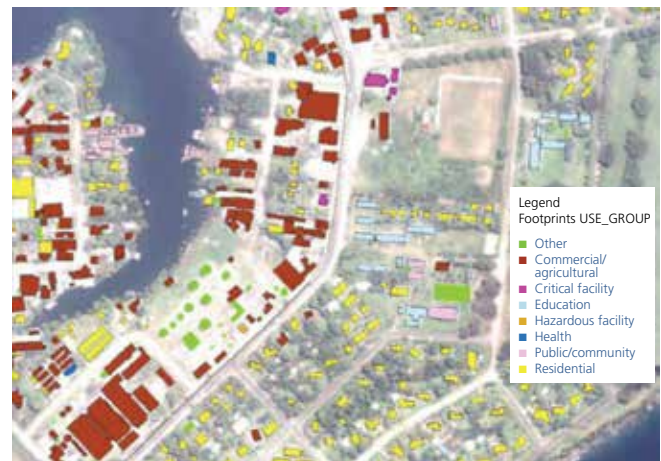 Legend
Footprints USE_GROUP
Other
Commercial/
agricultural
Critical facility
Education
Hazardous facility
Health
Public/community
Residential